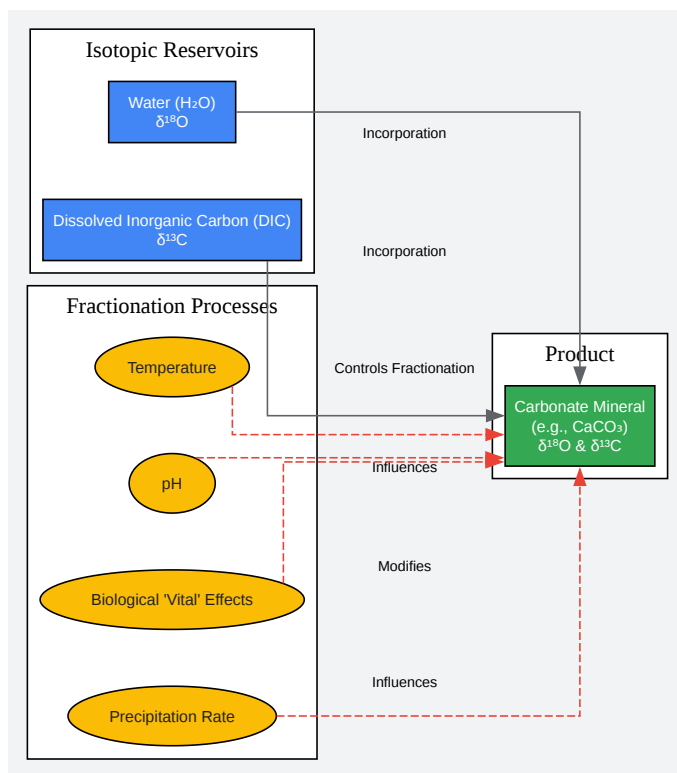 Isotopic Reservoirs
Water (H₂O)
δ¹⁸O
Incorporation
Dissolved Inorganic Carbon (DIC)
δ¹³C
Incorporation
Fractionation Processes
Temperature
Controls Fractionation
Product
Carbonate Mineral
(e.g., CaCO₃)
δ¹⁸O & δ¹³C
pH
Influences
Modifies
Biological 'Vital' Effects
Influences
Precipitation Rate